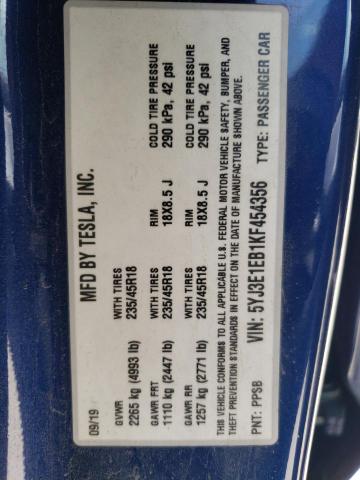 09/19 MFD BY TESLA, INC.
GVWR WITH TIRES RIM COLD TIRE PRESSURE
2265 kg (4993 lb) 235/45R18
GAWR FRT
1110 kg (2447 lb) WITH TIRES 235/45R18 RIM 18X8.5 J COLD TIRE PRESSURE 290 kPa, 42 psi
GAWR RR WITH TIRES RIM COLD TIRE PRESSURE
1257 kg (2771 lb) 235/45R18 18X8.5 J 290 kPa, 42 psi
THIS VEHICLE CONFORMS TO ALL APPLICABLE U.S. FEDERAL MOTOR VEHICLE SAFETY, BUMPER, AND
THEFT PREVENTION STANDARDS IN EFFECT ON THE DATE OF MANUFACTURE SHOWN ABOVE.
PNT: PPSB VIN: 5YJ3E1EB1KF454356 TYPE: PASSENGER CAR